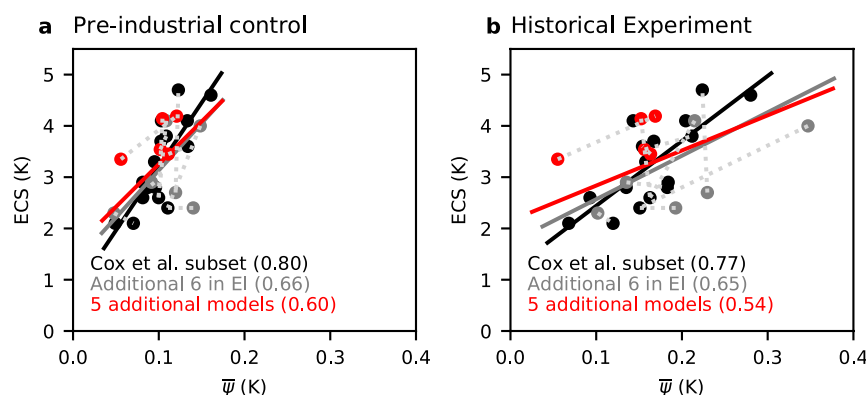 a Pre-industrial control
b Historical Experiment
5
4
3
2
1
0
ECS (K)
Cox et al. subset (0.80)
Additional 6 in EI (0.66)
5 additional models (0.60)
0.0 0.1 0.2 0.3 0.4
ψ̅ (K)
5
4
3
2
1
0
ECS (K)
Cox et al. subset (0.77)
Additional 6 in EI (0.65)
5 additional models (0.54)
0.0 0.1 0.2 0.3 0.4
ψ̅ (K)